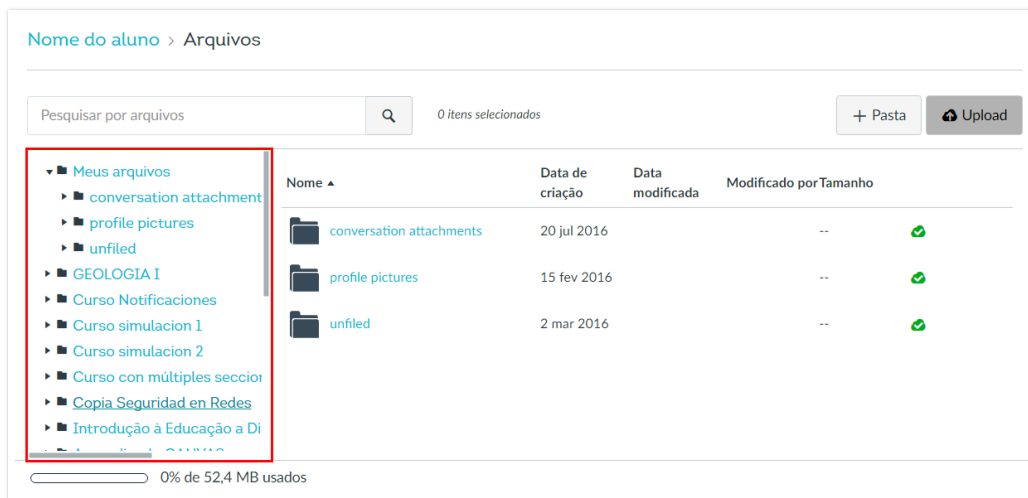 Nome do aluno > Arquivos
Pesquisar por arquivos
0 itens selecionados
+ Pasta
Upload
Meus arquivos
conversation attachment
profile pictures
unfiled
GEOLOGIA I
Curso Notificaciones
Curso simulacion 1
Curso simulacion 2
Curso con múltiples seccion
Copia Seguridad en Redes
Introdução à Educação a Di
Nome
Data de criação
Data modificada
Modificado por
Tamanho
conversation attachments 20 jul 2016 --
profile pictures 15 fev 2016 --
unfiled 2 mar 2016 --
0% de 52,4 MB usados